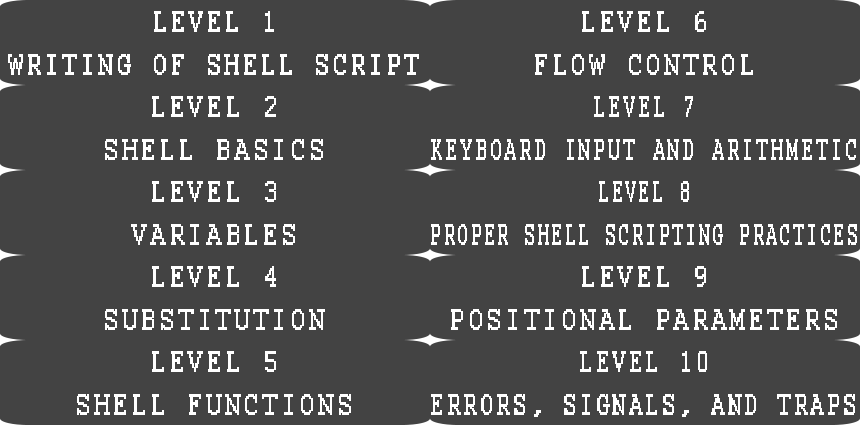 LEVEL 1
WRITING OF SHELL SCRIPT
LEVEL 2
SHELL BASICS
LEVEL 3
VARIABLES
LEVEL 4
SUBSTITUTION
LEVEL 5
SHELL FUNCTIONS
LEVEL 6
FLOW CONTROL
LEVEL 7
KEYBOARD INPUT AND ARITHMETIC
LEVEL 8
PROPER SHELL SCRIPTING PRACTICES
LEVEL 9
POSITIONAL PARAMETERS
LEVEL 10
ERRORS, SIGNALS, AND TRAPS